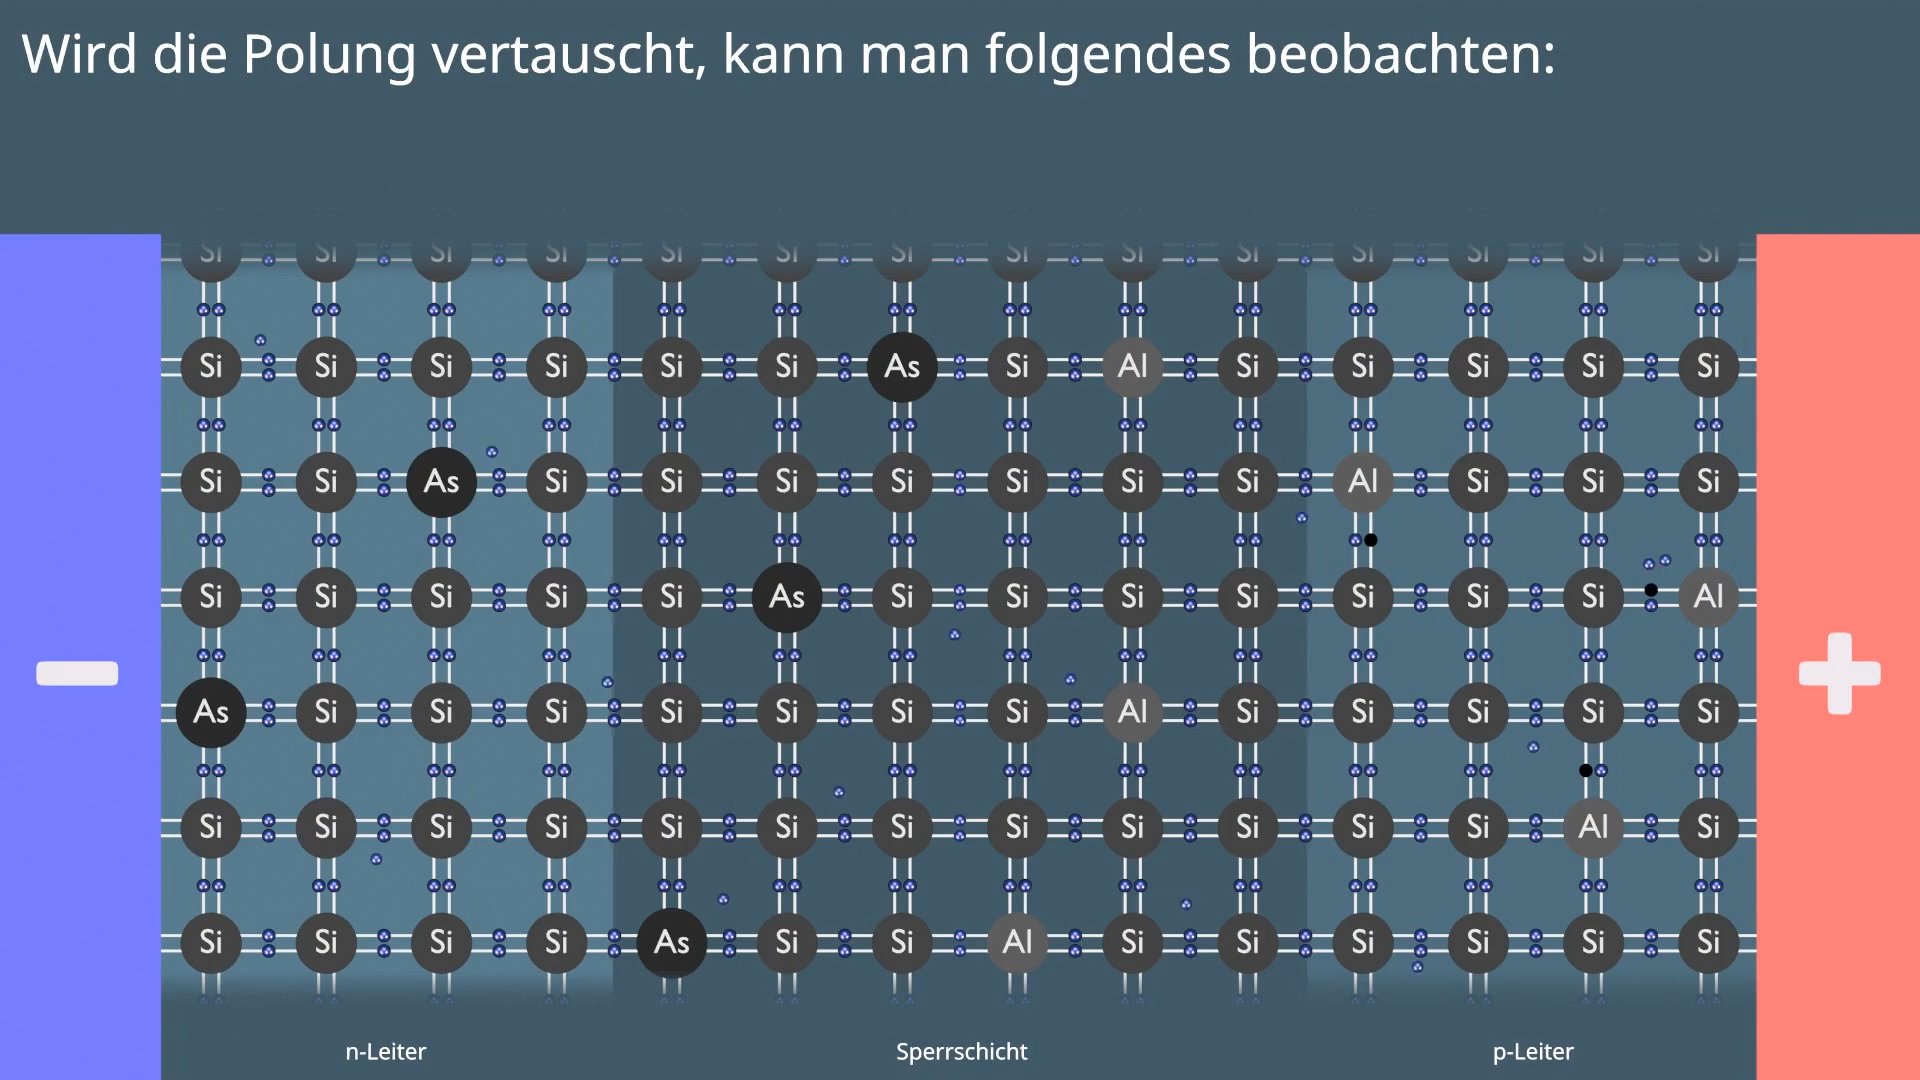 Wird die Polung vertauscht, kann man folgendes beobachten:
Si Si Si Si Si Si Si Si Si Si Si Si Si Si
Si Si Si Si Si Si As Si Al Si Si Si Si Si
Si Si As Si Si Si Si Si Si Si Al Si Si Si
Si Si Si Si Si As Si Si Si Si Si Si Si Al
As Si Si Si Si Si Si Si Al Si Si Si Si Si
Si Si Si Si Si Si Si Si Si Si Si Si Al Si
Si Si Si Si As Si Si Al Si Si Si Si Si Si
− +
n-Leiter Sperrschicht p-Leiter